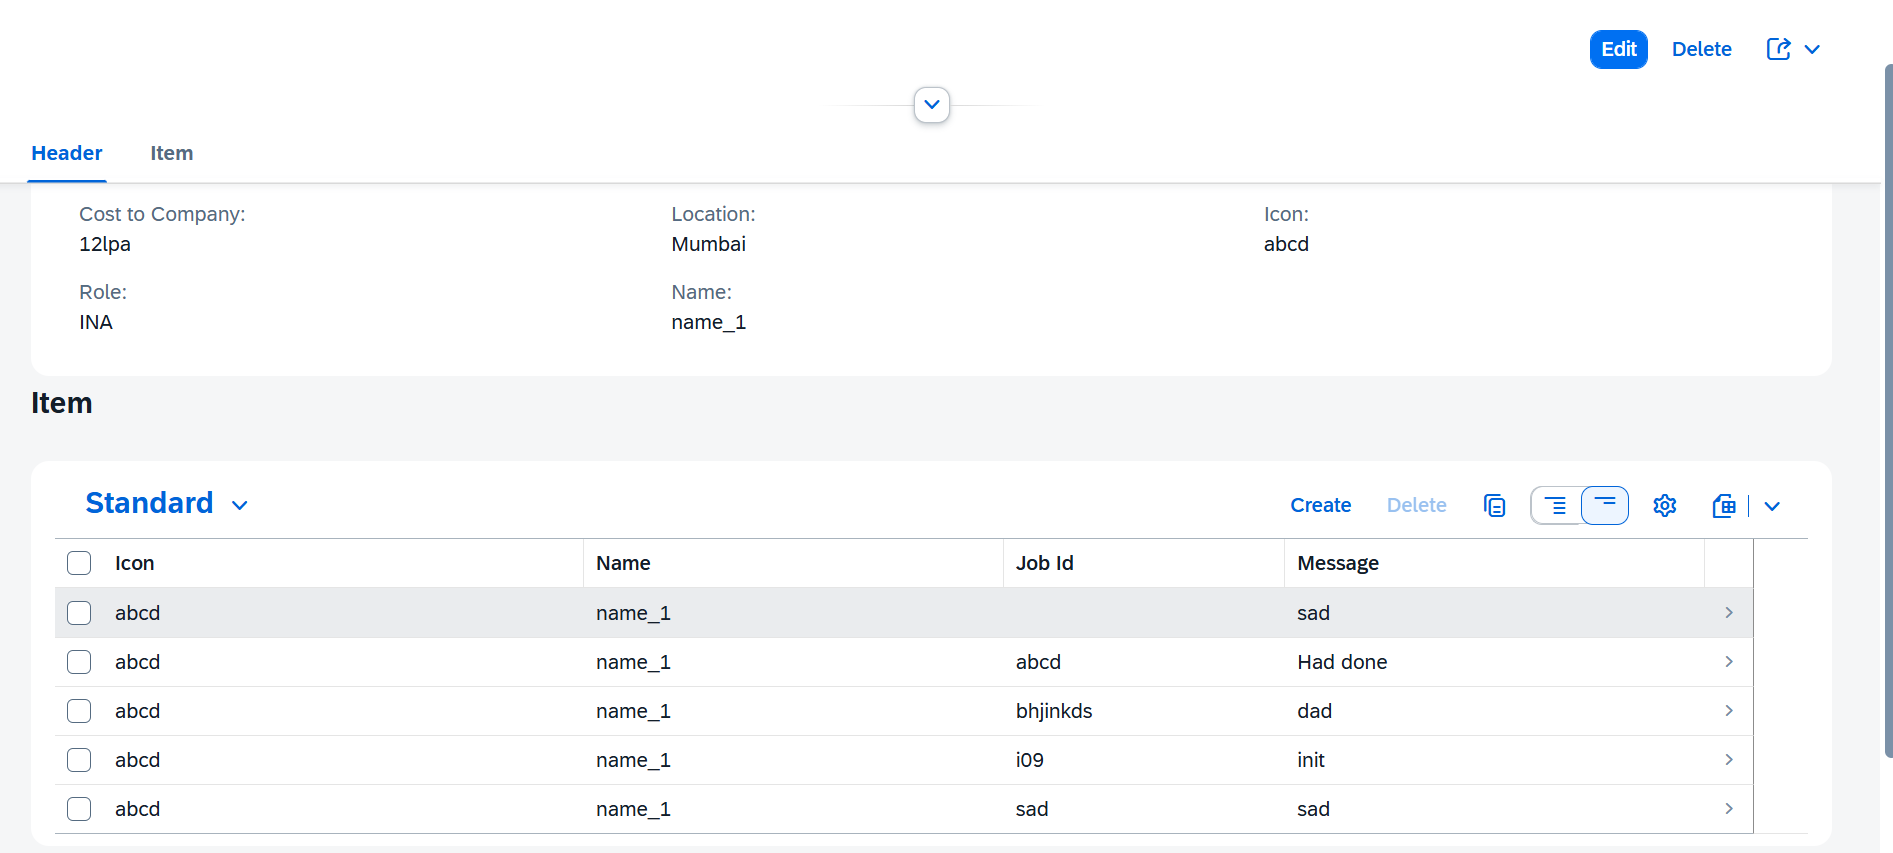 Edit Delete
Header Item
Cost to Company: Location: Icon:
12lpa Mumbai abcd
Role: Name:
INA name_1
Item
Standard Create Delete
Icon Name Job Id Message
abcd name_1 sad
abcd name_1 abcd Had done
abcd name_1 bhjinkds dad
abcd name_1 i09 init
abcd name_1 sad sad